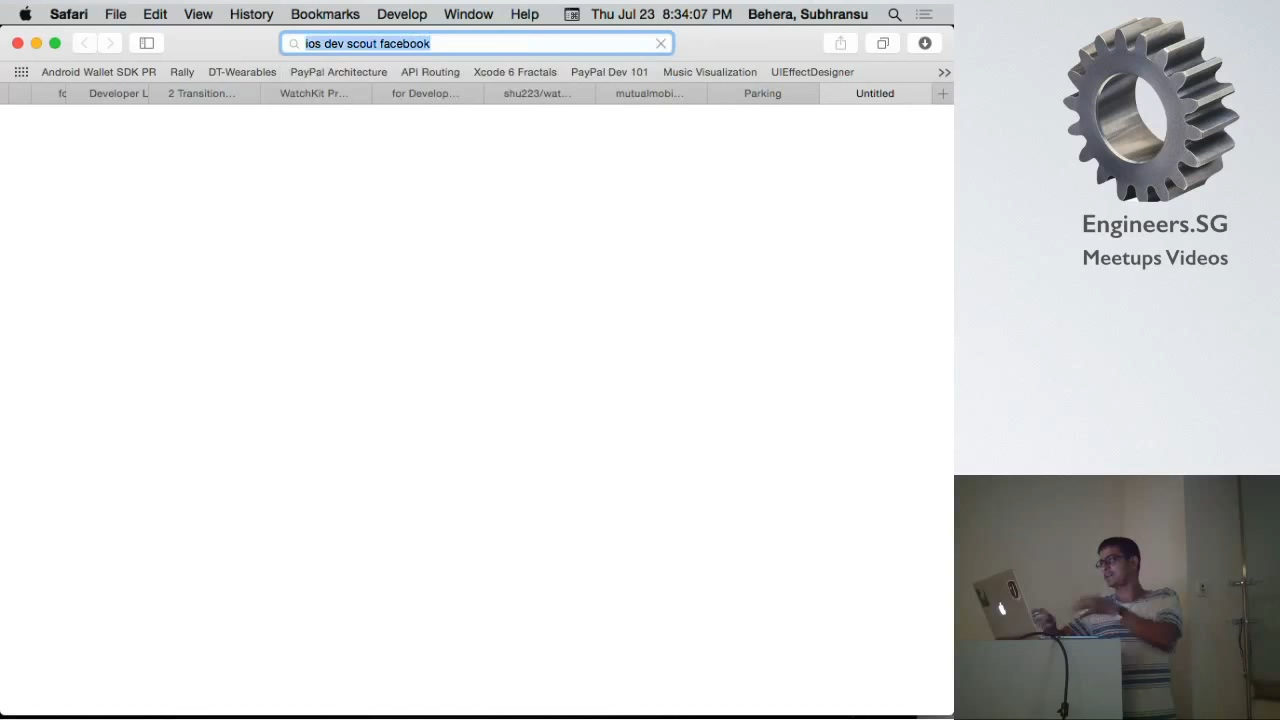 Safari File Edit View History Bookmarks Develop Window Help Thu Jul 23 8:34:07 PM Behera, Subhransu
ios dev scout facebook
Android Wallet SDK PR Rally DT-Wearables PayPal Architecture API Routing Xcode 6 Fractals PayPal Dev 101 Music Visualization UIEffectDesigner >>
fc Developer L 2 Transition... WatchKit Pr... for Develop... shu223/wat... mutualmobi... Parking Untitled +
Engineers.SG
Meetups Videos